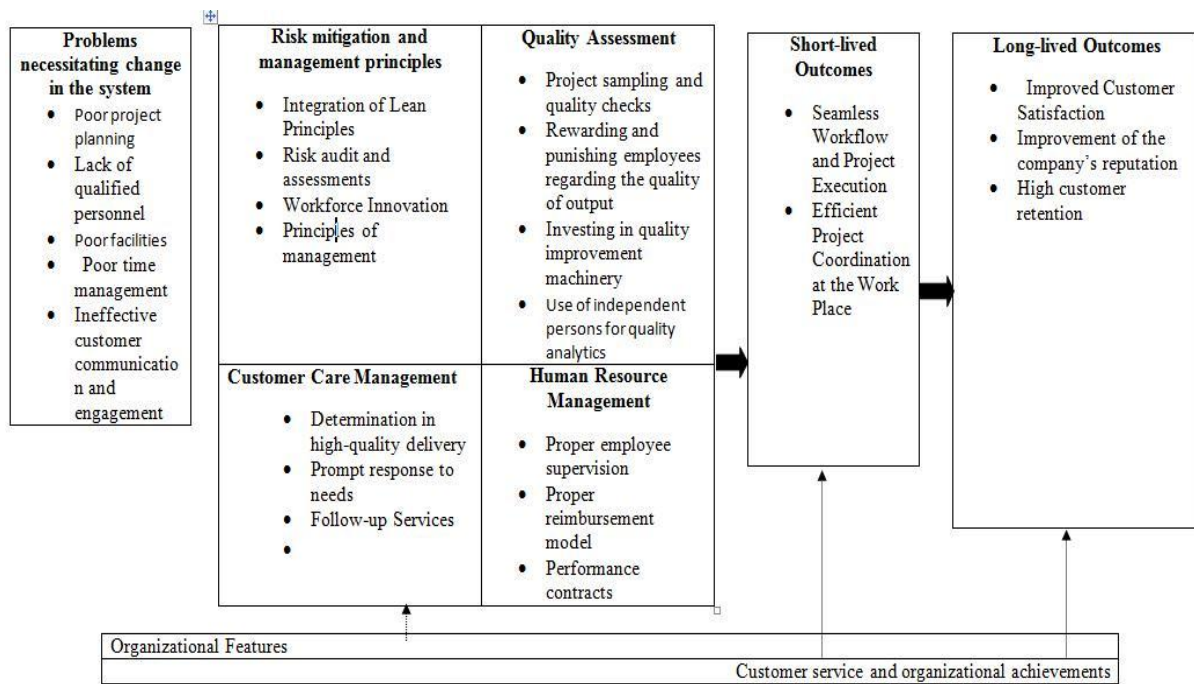 Problems
necessitating change
in the system
• Poor project
planning
• Lack of
qualified
personnel
• Poor facilities
• Poor time
management
• Ineffective
customer
communicatio
n and
engagement
Risk mitigation and
management principles
• Integration of Lean
Principles
• Risk audit and
assessments
• Workforce Innovation
• Principles of
management
Quality Assessment
• Project sampling and
quality checks
• Rewarding and
punishing employees
regarding the quality
of output
• Investing in quality
improvement
machinery
• Use of independent
persons for quality
analytics
Customer Care Management
• Determination in
high-quality delivery
• Prompt response to
needs
• Follow-up Services
•
Human Resource
Management
• Proper employee
supervision
• Proper
reimbursement
model
• Performance
contracts
Short-lived
Outcomes
• Seamless
Workflow
and Project
Execution
• Efficient
Project
Coordination
at the Work
Place
Long-lived Outcomes
• Improved Customer
Satisfaction
• Improvement of the
company's reputation
• High customer
retention
Organizational Features
Customer service and organizational achievements